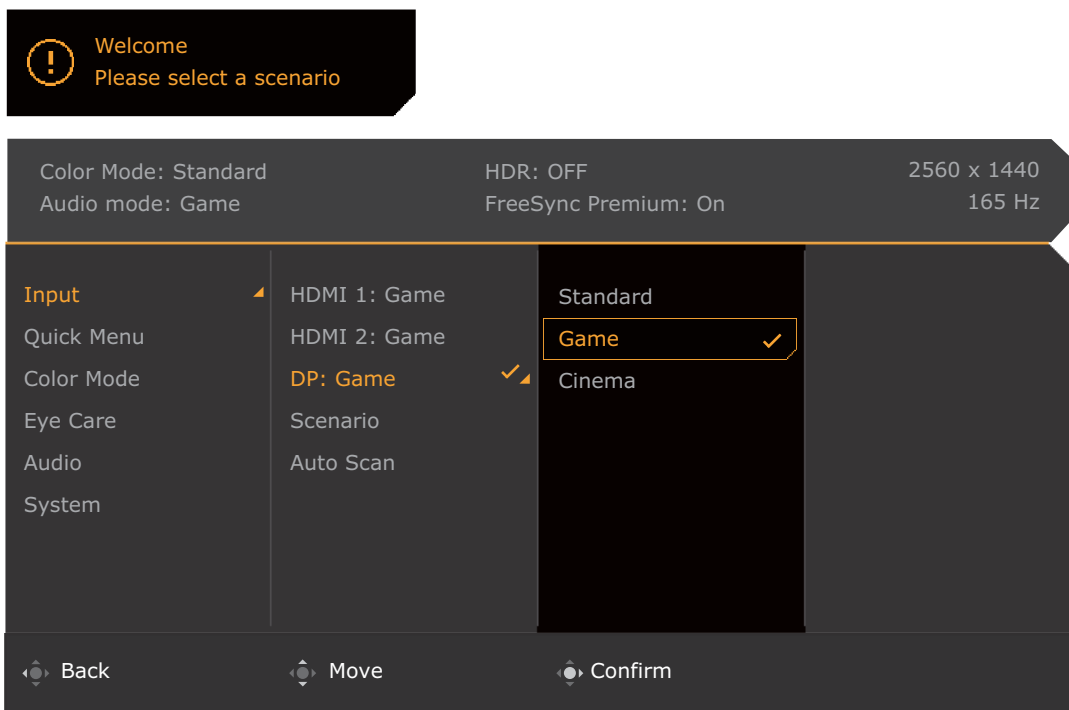 Welcome
Please select a scenario
Color Mode: Standard
HDR: OFF
2560 x 1440
Audio mode: Game
FreeSync Premium: On
165 Hz
Input
Quick Menu
Color Mode
Eye Care
Audio
System
HDMI 1: Game
HDMI 2: Game
DP: Game
Scenario
Auto Scan
Standard
Game
Cinema
Back
Move
Confirm